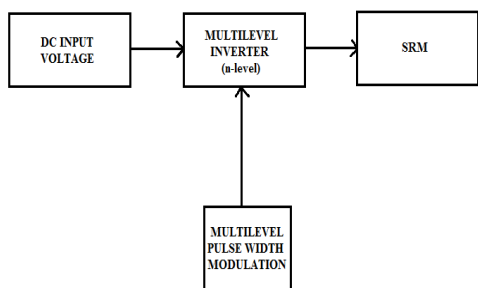 DC INPUT
VOLTAGE
MULTILEVEL
INVERTER
(n-level)
SRM
MULTILEVEL
PULSE WIDTH
MODULATION